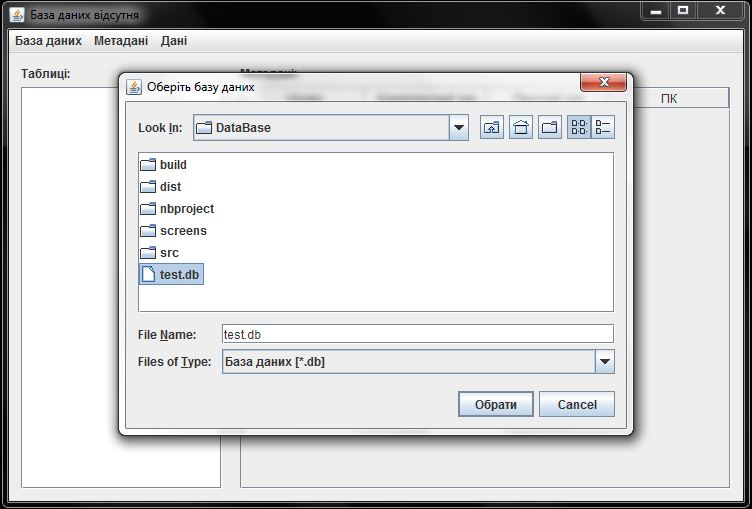 База даних відсутня
База даних Метадані Дані
Таблиці:
ПК
Оберіть базу даних
Look In: DataBase
build
dist
nbproject
screens
src
test.db
File Name: test.db
Files of Type: База даних [*.db]
Обрати Cancel